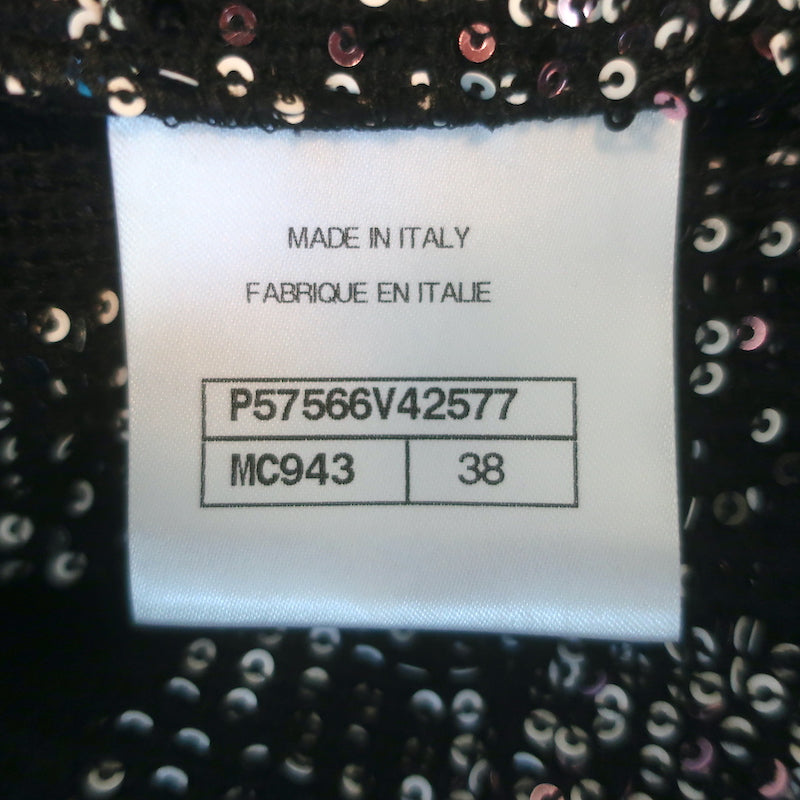 MADE IN ITALY
FABRIQUE EN ITALIE
P57566V42577
MC943 38